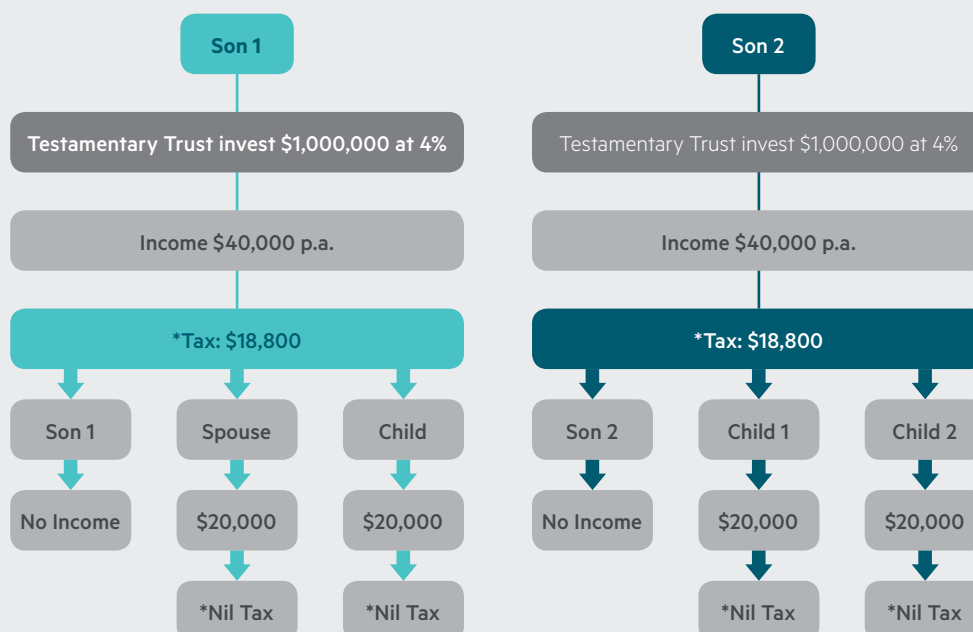 Son 1
Testamentary Trust invest $1,000,000 at 4%
Income $40,000 p.a.
*Tax: $18,800
Son 1
Spouse
Child
No Income
$20,000
$20,000
*Nil Tax
*Nil Tax
Son 2
Testamentary Trust invest $1,000,000 at 4%
Income $40,000 p.a.
*Tax: $18,800
Son 2
Child 1
Child 2
No Income
$20,000
$20,000
*Nil Tax
*Nil Tax